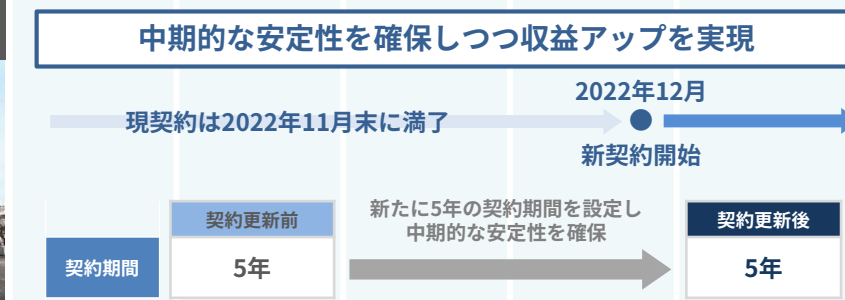 中期的な安定性を確保しつつ収益アップを実現
2022年12月
現契約は2022年11月末に満了
新契約開始
新たに5年の契約期間を設定し
中期的な安定性を確保
契約更新前
契約更新後
契約期間
5年
5年